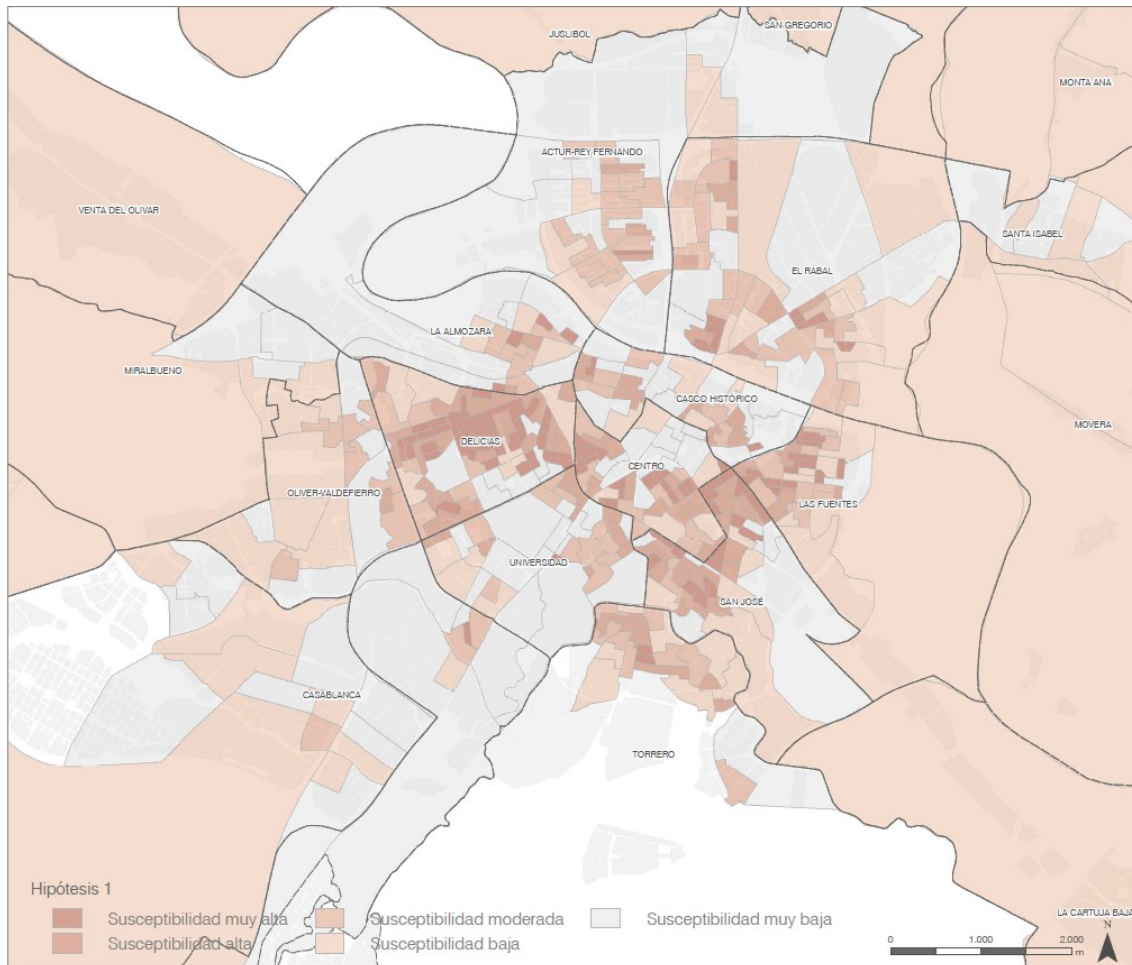 SAN GREGORIO
JUSLIBOL
MONTAÑANA
ACTUR-REY FERNANDO
VENTA DEL OLIVAR
SANTA ISABEL
EL RABAL
LA ALMOZARA
MIRALBUENO
CASCO HISTÓRICO
MOVERA
DELICIAS
CENTRO
OLIVER-VALDEFIERRO
LAS FUENTES
UNIVERSIDAD
SAN JOSÉ
CASABLANCA
TORRERO
Hipótesis 1
Susceptibilidad muy alta
Susceptibilidad moderada
Susceptibilidad muy baja
Susceptibilidad alta
Susceptibilidad baja
LA CARTUJA BAJA
N
0 1.000 2.000
m